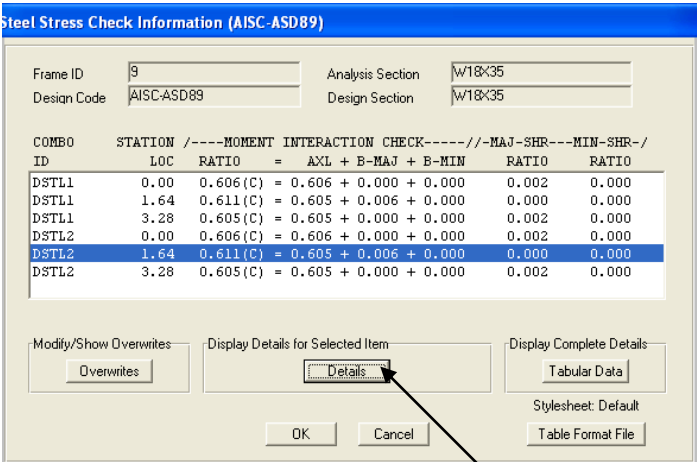 Steel Stress Check Information (AISC-ASD89)
Frame ID 9 Analysis Section W18X35
Design Code AISC-ASD89 Design Section W18X35
COMBO STATION /----MOMENT INTERACTION CHECK-----//-MAJ-SHR---MIN-SHR-/
ID LOC RATIO = AXL + B-MAJ + B-MIN RATIO RATIO
DSTL1 0.00 0.606(C) = 0.606 + 0.000 + 0.000 0.002 0.000
DSTL1 1.64 0.611(C) = 0.605 + 0.006 + 0.000 0.000 0.000
DSTL1 3.28 0.605(C) = 0.605 + 0.000 + 0.000 0.002 0.000
DSTL2 0.00 0.606(C) = 0.606 + 0.000 + 0.000 0.002 0.000
DSTL2 1.64 0.611(C) = 0.605 + 0.006 + 0.000 0.000 0.000
DSTL2 3.28 0.605(C) = 0.605 + 0.000 + 0.000 0.002 0.000
Modify/Show Overwrites Display Details for Selected Item Display Complete Details
Overwrites Details Tabular Data
Stylesheet: Default
OK Cancel Table Format File